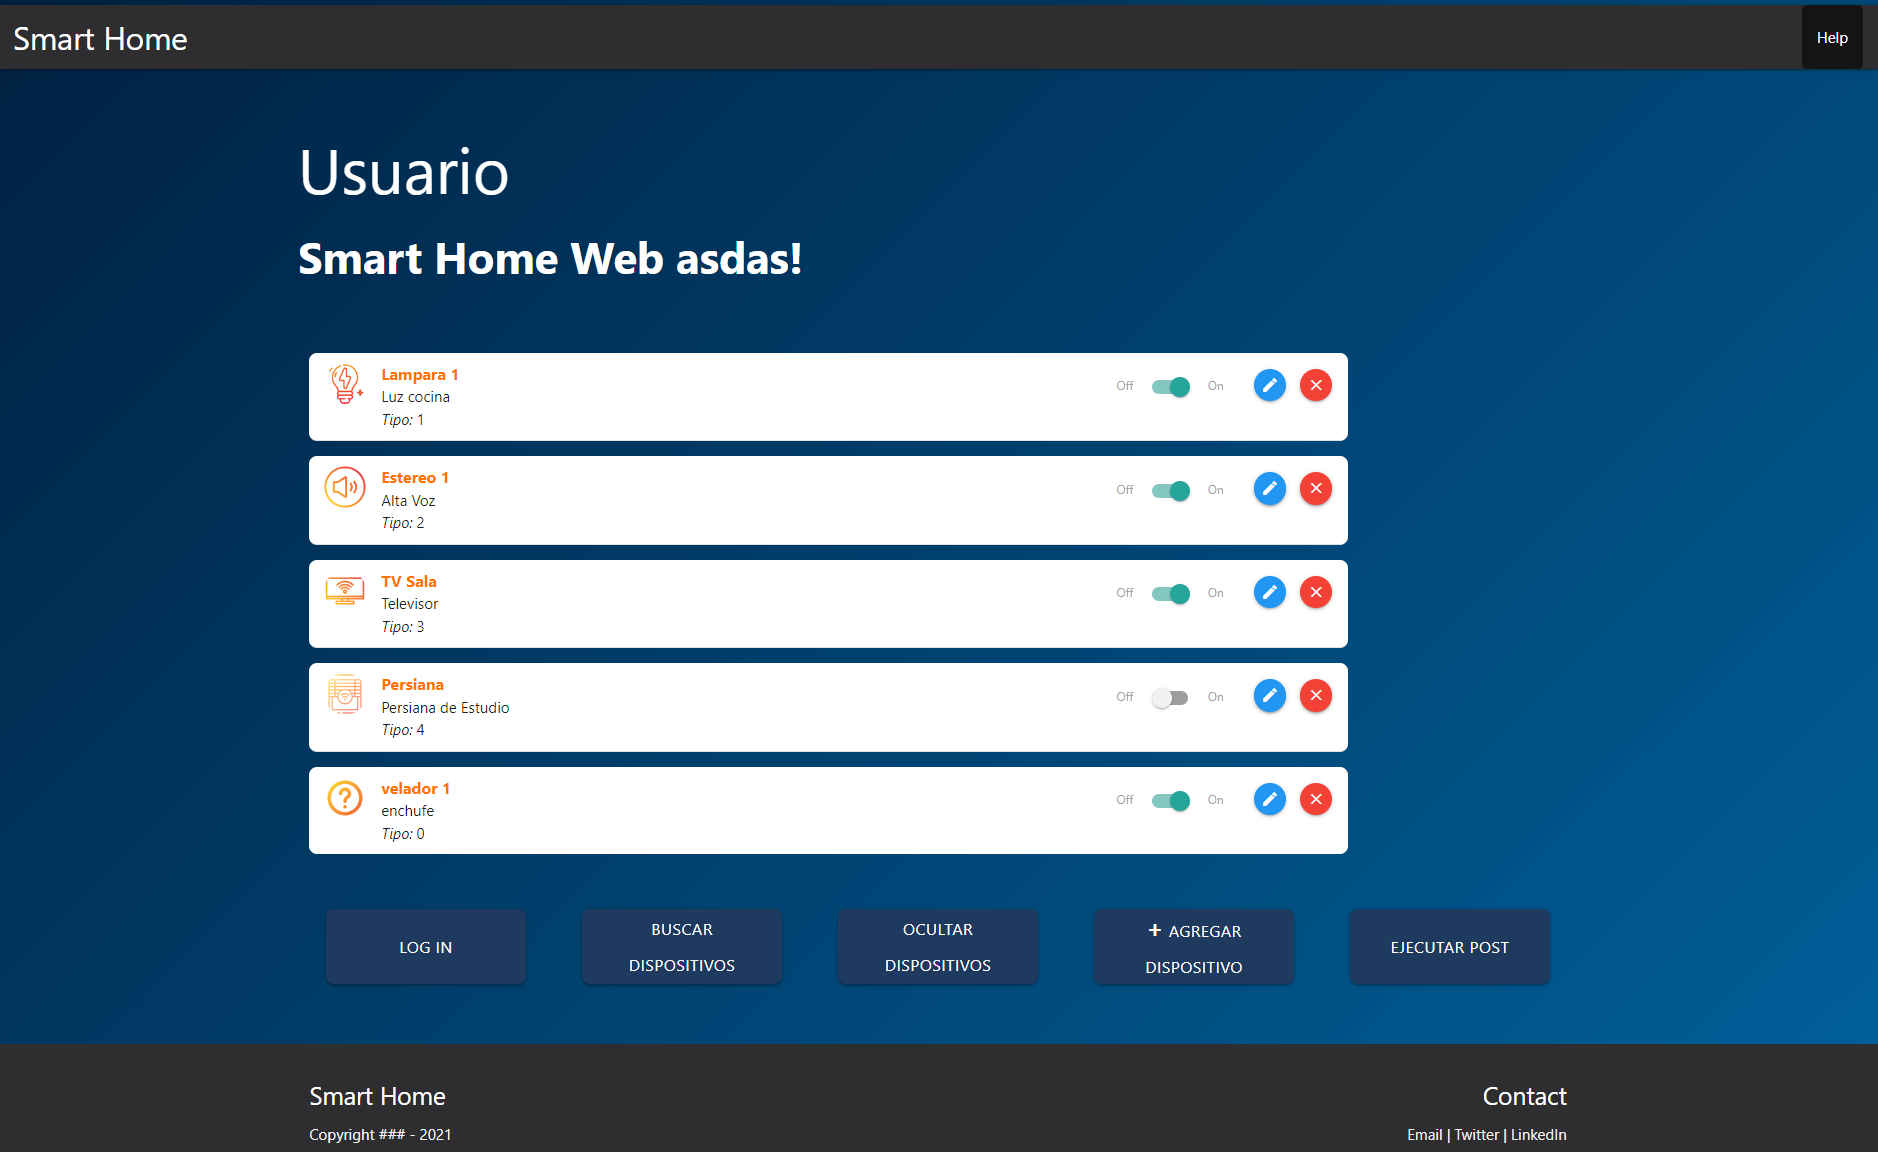 Smart Home
Help
Usuario
Smart Home Web asdas!
Lampara 1
Luz cocina
Tipo: 1
Off On
Estereo 1
Alta Voz
Tipo: 2
Off On
TV Sala
Televisor
Tipo: 3
Off On
Persiana
Persiana de Estudio
Tipo: 4
Off On
velador 1
enchufe
Tipo: 0
Off On
LOG IN
BUSCAR
DISPOSITIVOS
OCULTAR
DISPOSITIVOS
+ AGREGAR
DISPOSITIVO
EJECUTAR POST
Smart Home
Copyright ### - 2021
Contact
Email | Twitter | LinkedIn